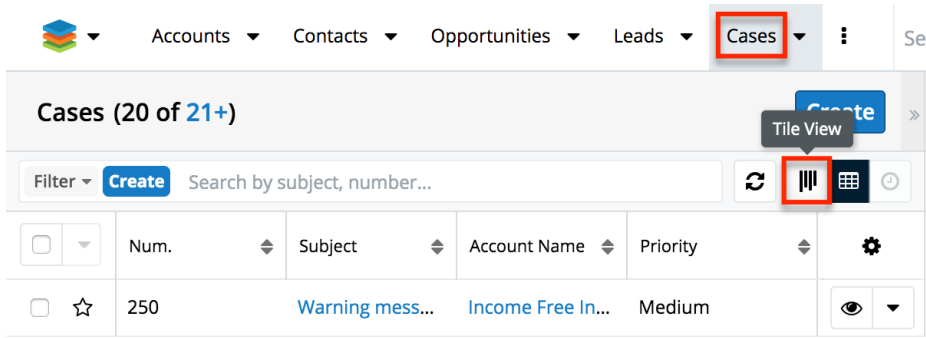 Accounts Contacts Opportunities Leads Cases Se
Cases (20 of 21+) Create
Tile View
Filter Create Search by subject, number...
Num. Subject Account Name Priority
250 Warning mess... Income Free In... Medium